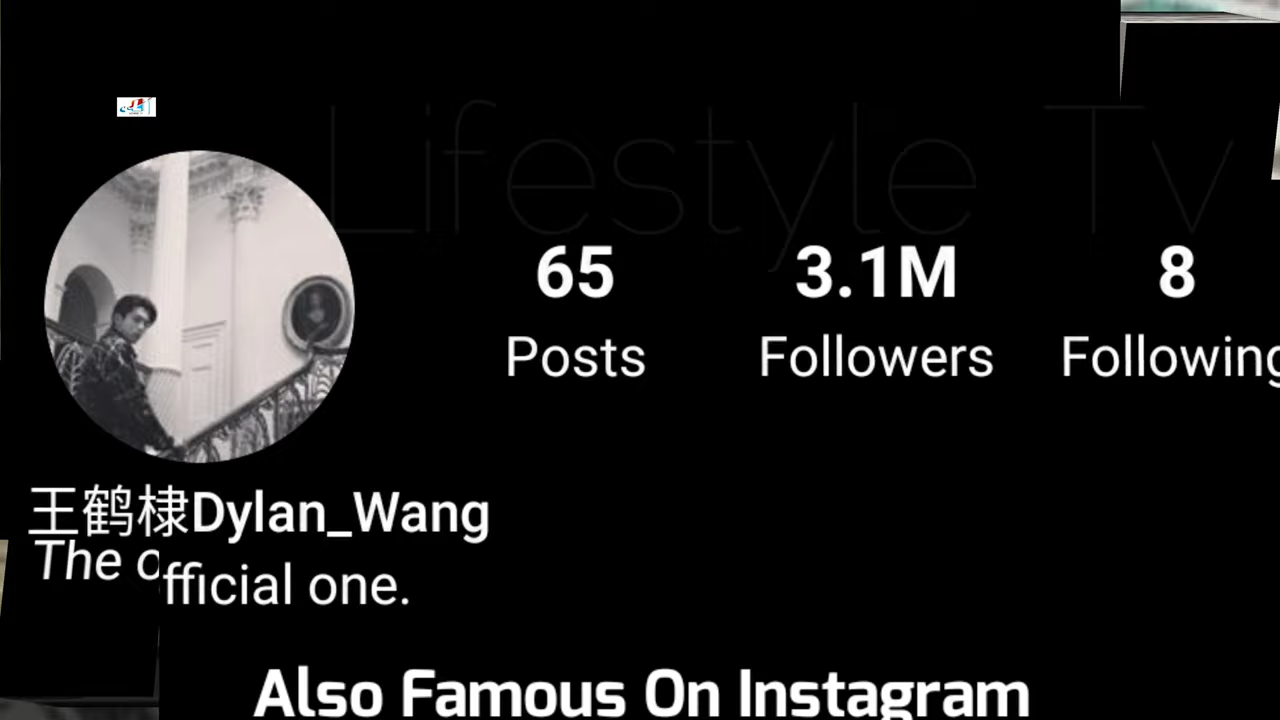 Lifestyle Tv
65 3.1M 8
Posts Followers Following
王鹤棣Dylan_Wang
The official one.
Also Famous On Instagram